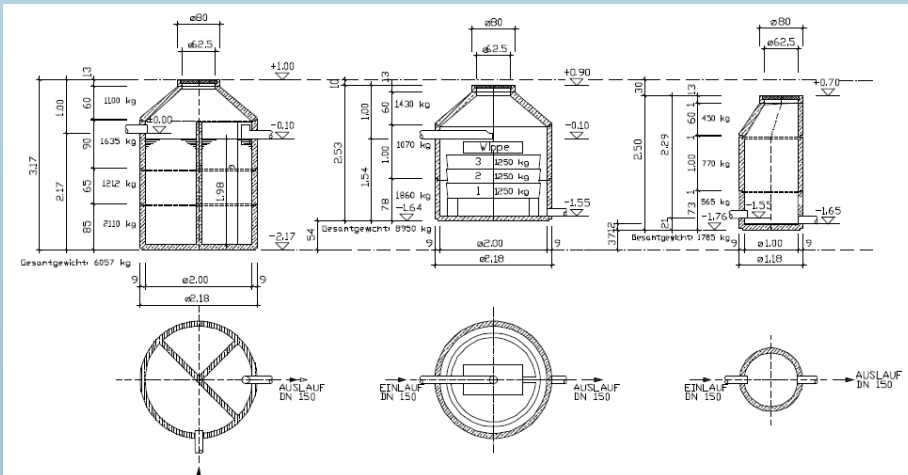 ø80
ø62.5
+1.00
13
60
1.00
1100 kg
+0.00
-0.10
90
1635 kg
3.17
2.17
65
1212 kg
1.98
85
2110 kg
-2.17
Gesamtgewicht: 6057 kg
9
ø2.00
9
ø2.18
AUSLAUF
DN 150
ø80
ø62.5
+0.90
10
13
60
1.00
1430 kg
-0.10
1070 kg
2.53
1.00
1.54
Wippe
3 1250 kg
2 1250 kg
1 1250 kg
78
1860 kg
-1.64
-1.55
54
Gesamtgewicht 8950 kg
9
ø2.00
9
ø2.18
EINLAUF
DN 150
AUSLAUF
DN 150
ø80
ø62.5
+0.70
30
13
1
60
450 kg
2.50
2.29
1
1.00
770 kg
1
73
565 kg
-1.55
-1.65
-1.76
21
3712
Gesamtgewicht 1785 kg
9
ø1.00
9
ø1.18
EINLAUF
DN 150
AUSLAUF
DN 150